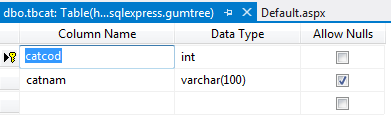 dbo.tbcat: Table(h...sqlexpress.gumtree) Default.aspx
Column Name Data Type Allow Nulls
catcod int
catnam varchar(100)